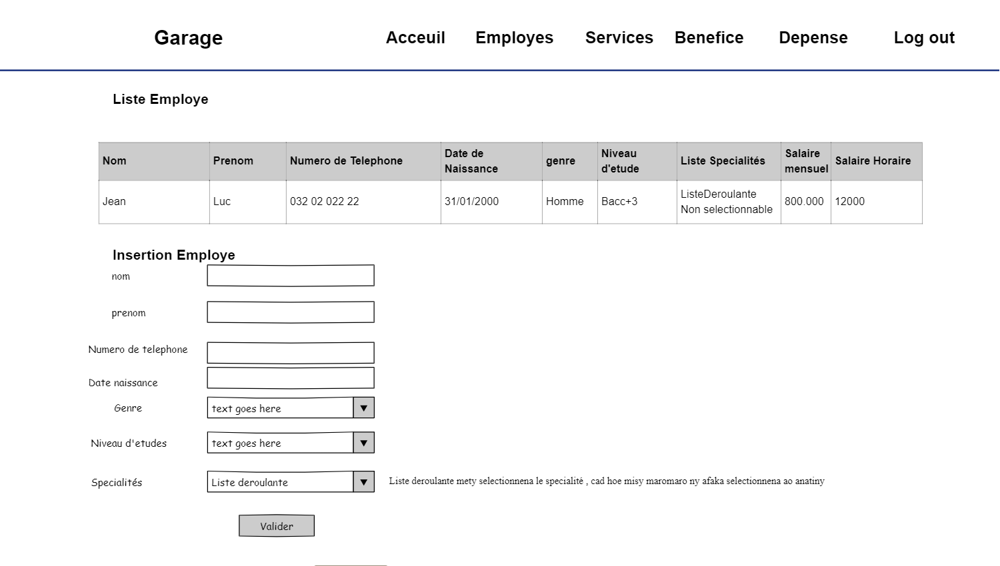 Garage Acceuil Employes Services Benefice Depense Log out
Liste Employe
Nom Prenom Numero de Telephone Date de Naissance genre Niveau d'etude Liste Specialités Salaire mensuel Salaire Horaire
Jean Luc 032 02 022 22 31/01/2000 Homme Bacc+3 ListeDeroulante Non selectionnable 800.000 12000
Insertion Employe
nom
prenom
Numero de telephone
Date naissance
Genre text goes here
Niveau d'etudes text goes here
Specialités Liste deroulante Liste deroulante mety selectionnena le specialité , cad hoe misy maromaro ny afaka selectionnena ao anatiny
Valider